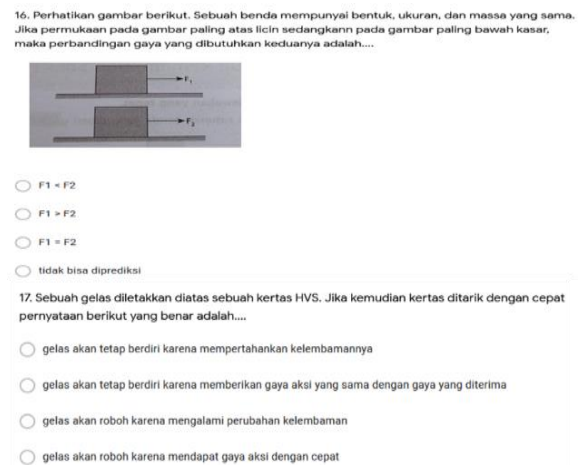 16. Perhatikan gambar berikut. Sebuah benda mempunyai bentuk, ukuran, dan massa yang sama.
Jika permukaan pada gambar paling atas licin sedangkann pada gambar paling bawah kasar,
maka perbandingan gaya yang dibutuhkan keduanya adalah....
F₁
F₂
F1 < F2
F1 > F2
F1 = F2
tidak bisa diprediksi
17. Sebuah gelas diletakkan diatas sebuah kertas HVS. Jika kemudian kertas ditarik dengan cepat
pernyataan berikut yang benar adalah....
gelas akan tetap berdiri karena mempertahankan kelembamannya
gelas akan tetap berdiri karena memberikan gaya aksi yang sama dengan gaya yang diterima
gelas akan roboh karena mengalami perubahan kelembaman
gelas akan roboh karena mendapat gaya aksi dengan cepat